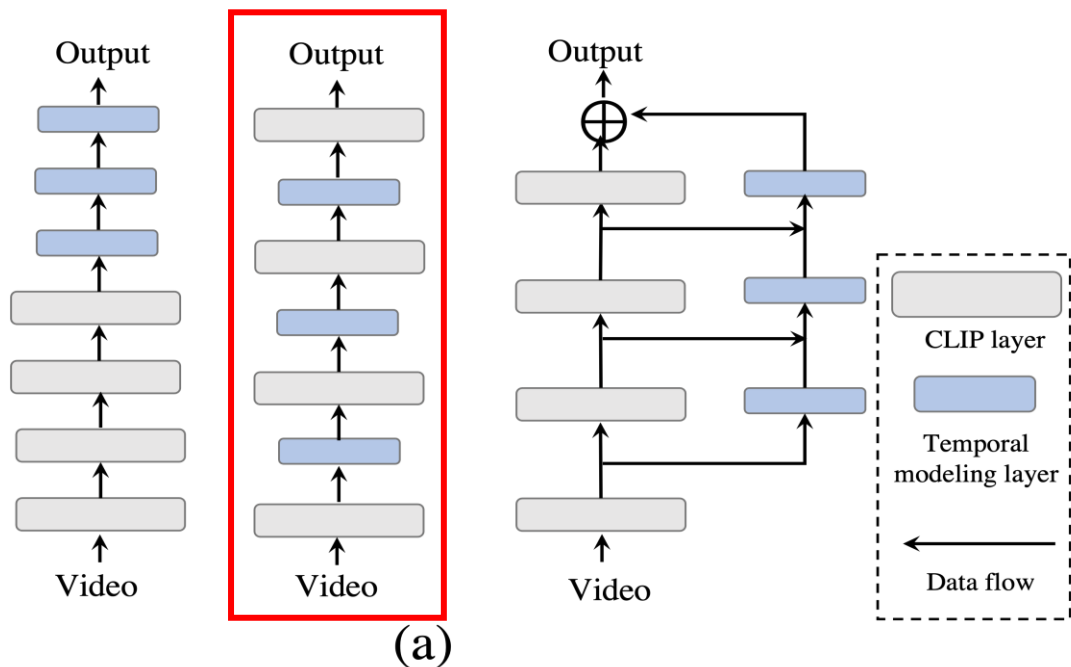 Output
Output
Output
Video
Video
Video
CLIP layer
Temporal
modeling layer
Data flow
(a)